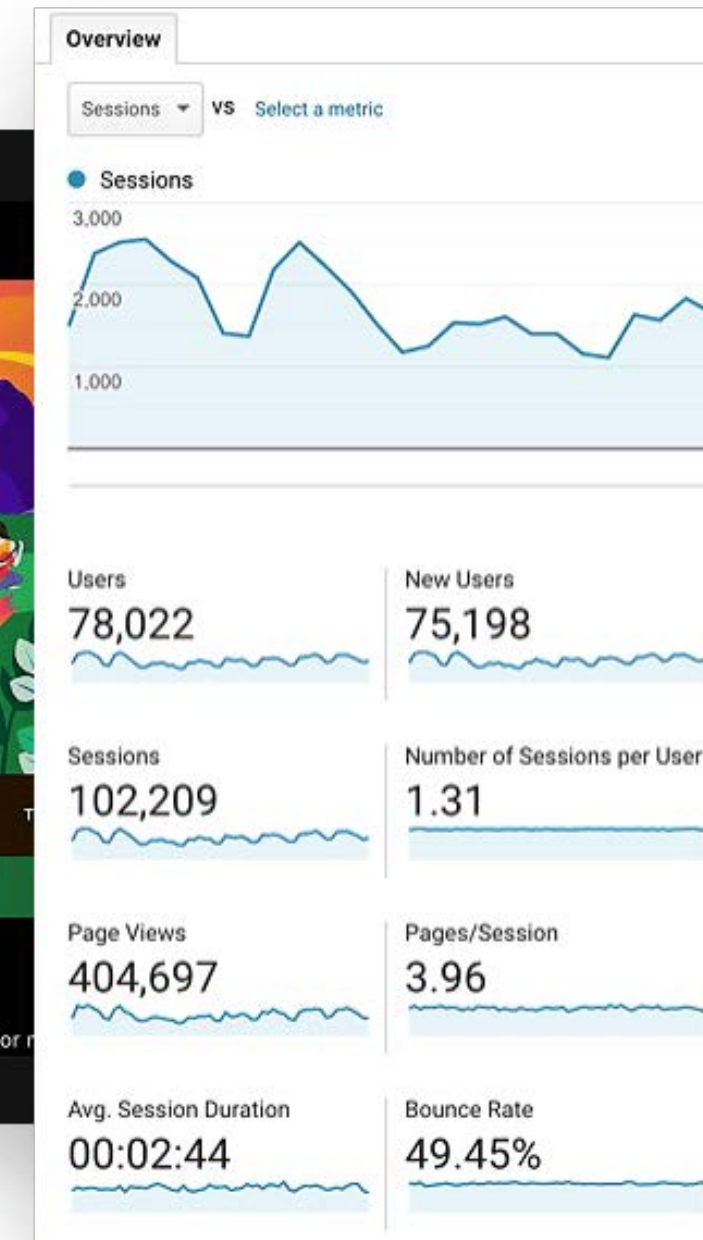 Overview
Sessions VS Select a metric
Sessions
3,000
2,000
1,000
Users
78,022
New Users
75,198
Sessions
102,209
Number of Sessions per User
1.31
Page Views
404,697
Pages/Session
3.96
Avg. Session Duration
00:02:44
Bounce Rate
49.45%
T
or